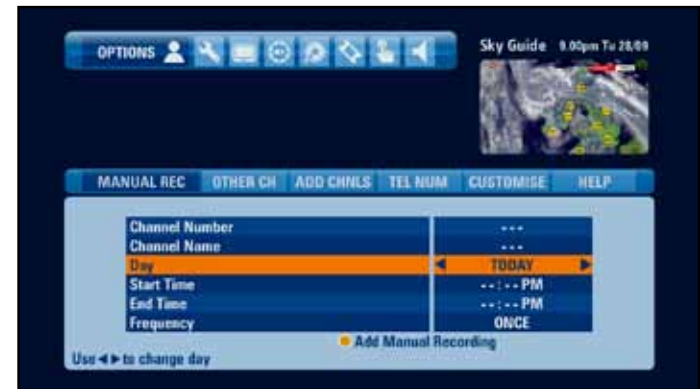 OPTIONS
Sky Guide 9.00pm Tu 28/09
MANUAL REC OTHER CH ADD CHNLS TEL NUM CUSTOMISE HELP
Channel Number ---
Channel Name ---
Day ◀ TODAY ▶
Start Time --:--PM
End Time --:--PM
Frequency ONCE
Add Manual Recording
Use ◀ ▶ to change day